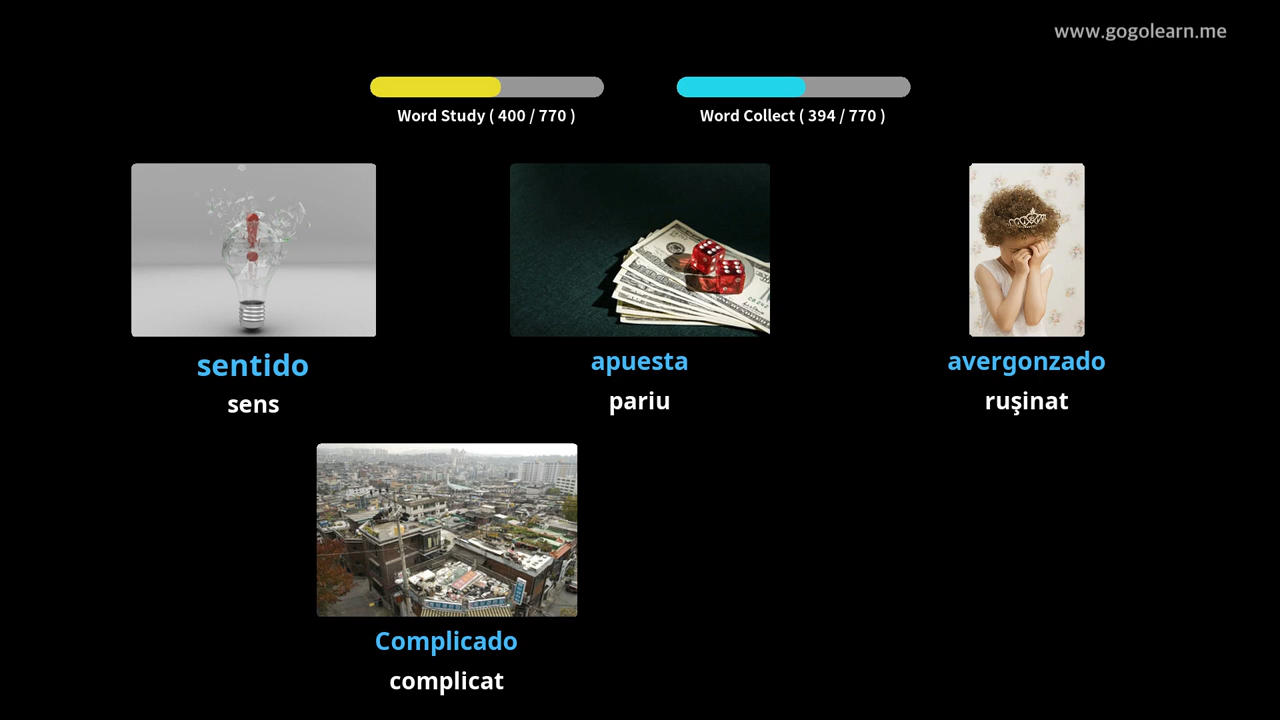 www.gogolearn.me
Word Study ( 400 / 770 )
Word Collect ( 394 / 770 )
sentido
sens
apuesta
pariu
avergonzado
ruşinat
Complicado
complicat